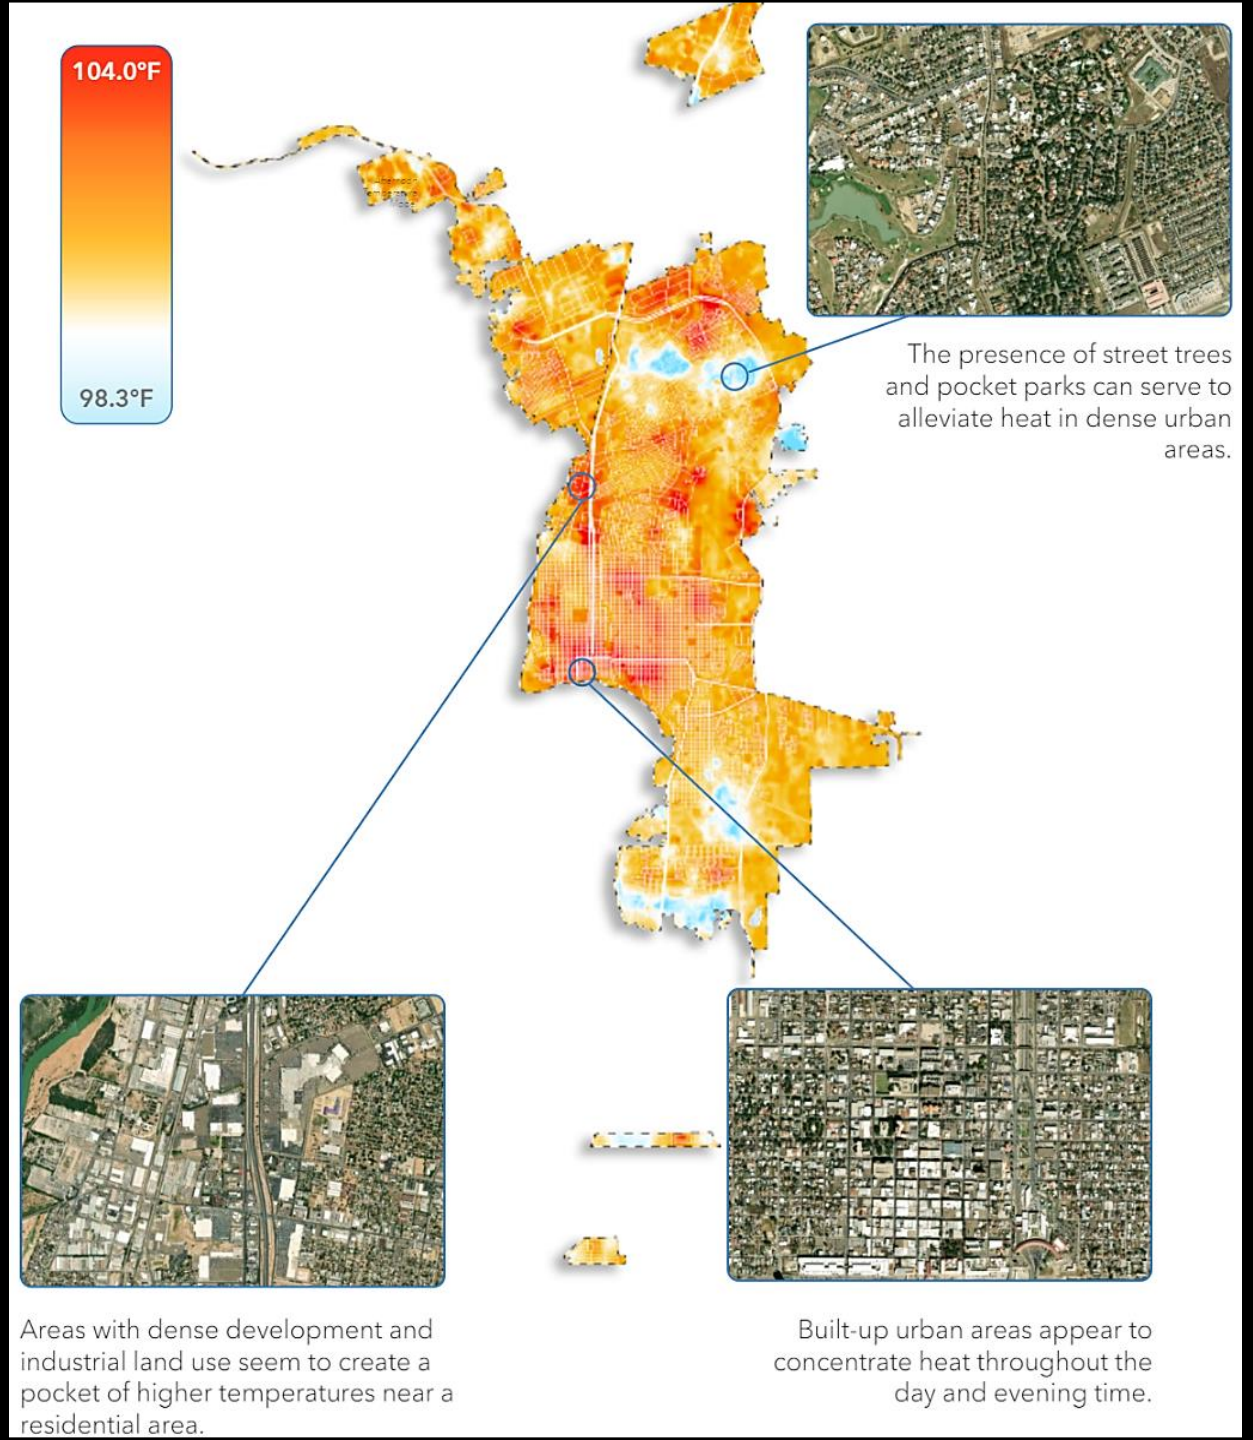 104.0°F
98.3°F
Afternoon
Temperature
The presence of street trees
and pocket parks can serve to
alleviate heat in dense urban
areas.
Areas with dense development and
industrial land use seem to create a
pocket of higher temperatures near a
residential area.
Built-up urban areas appear to
concentrate heat throughout the
day and evening time.